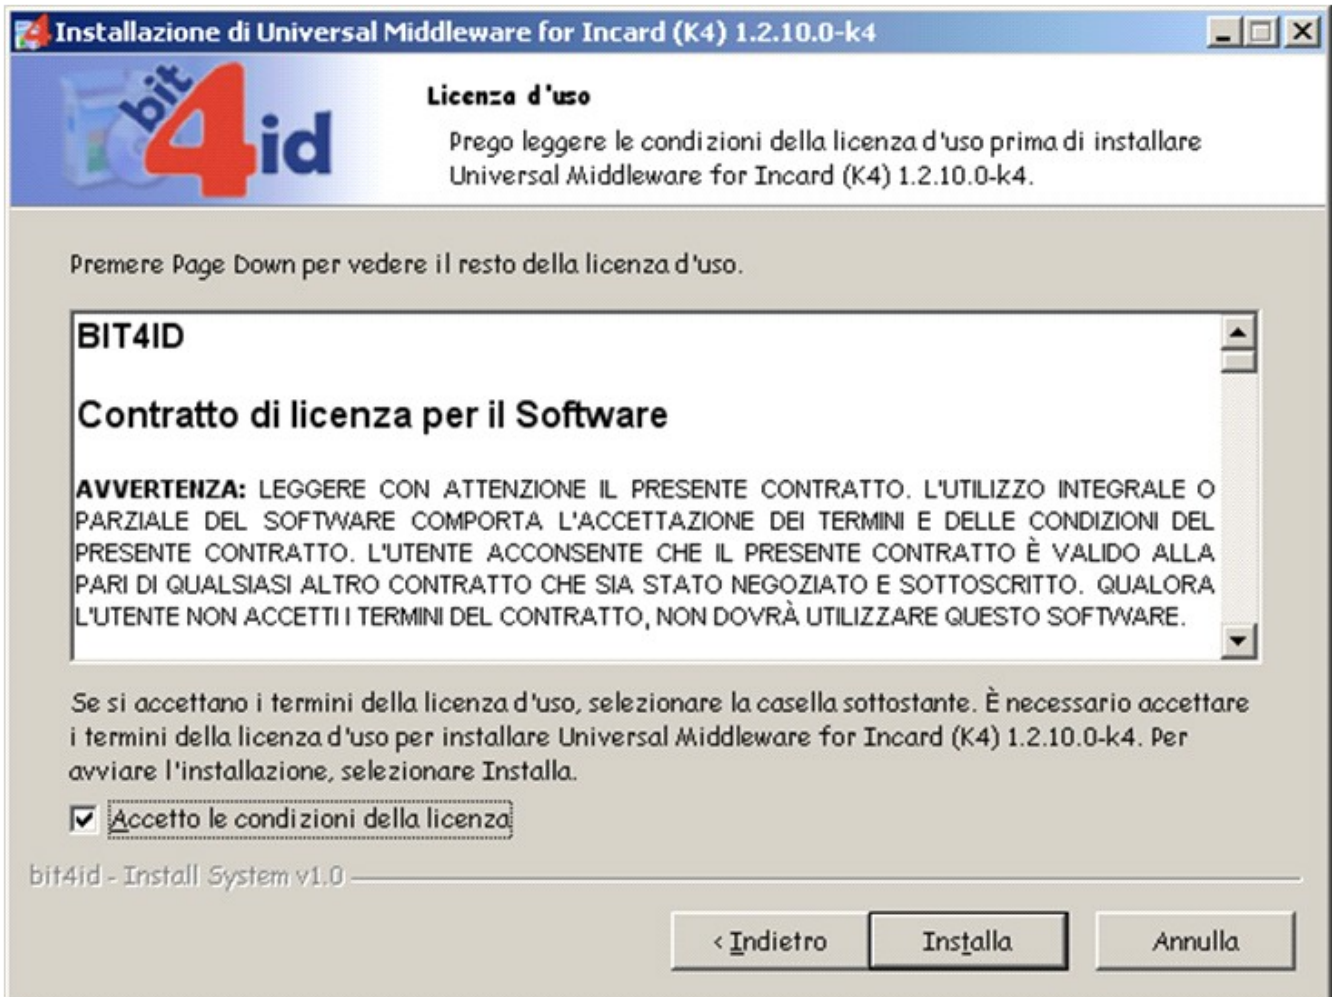 Installazione di Universal Middleware for Incard (K4) 1.2.10.0-k4
bit
4
id
Licenza d'uso
Prego leggere le condizioni della licenza d'uso prima di installare
Universal Middleware for Incard (K4) 1.2.10.0-k4.
Premere Page Down per vedere il resto della licenza d'uso.
BIT4ID
Contratto di licenza per il Software
AVVERTENZA: LEGGERE CON ATTENZIONE IL PRESENTE CONTRATTO. L'UTILIZZO INTEGRALE O
PARZIALE DEL SOFTWARE COMPORTA L'ACCETTAZIONE DEI TERMINI E DELLE CONDIZIONI DEL
PRESENTE CONTRATTO. L'UTENTE ACCONSENTE CHE IL PRESENTE CONTRATTO È VALIDO ALLA
PARI DI QUALSIASI ALTRO CONTRATTO CHE SIA STATO NEGOZIATO E SOTTOSCRITTO. QUALORA
L'UTENTE NON ACCETTI I TERMINI DEL CONTRATTO, NON DOVRÀ UTILIZZARE QUESTO SOFTWARE.
Se si accettano i termini della licenza d'uso, selezionare la casella sottostante. È necessario accettare
i termini della licenza d'uso per installare Universal Middleware for Incard (K4) 1.2.10.0-k4. Per
avviare l'installazione, selezionare Installa.
Accetto le condizioni della licenza
bit4id - Install System v1.0
< Indietro
Installa
Annulla